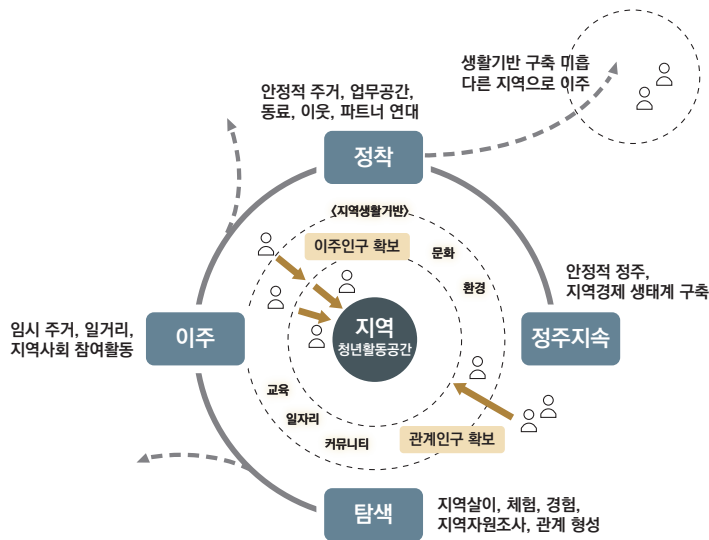 생활기반 구축 미흡
다른 지역으로 이주
안정적 주거, 업무공간,
동료, 이웃, 파트너 연대
정착
〈지역생활거반〉
이주인구 확보
문화
환경
안정적 정주,
지역경제 생태계 구축
임시 주거, 일거리,
지역사회 참여활동
이주
지역
청년활동공간
정주지속
교육
일자리
커뮤니티
관계인구 확보
탐색
지역살이, 체험, 경험,
지역자원조사, 관계 형성